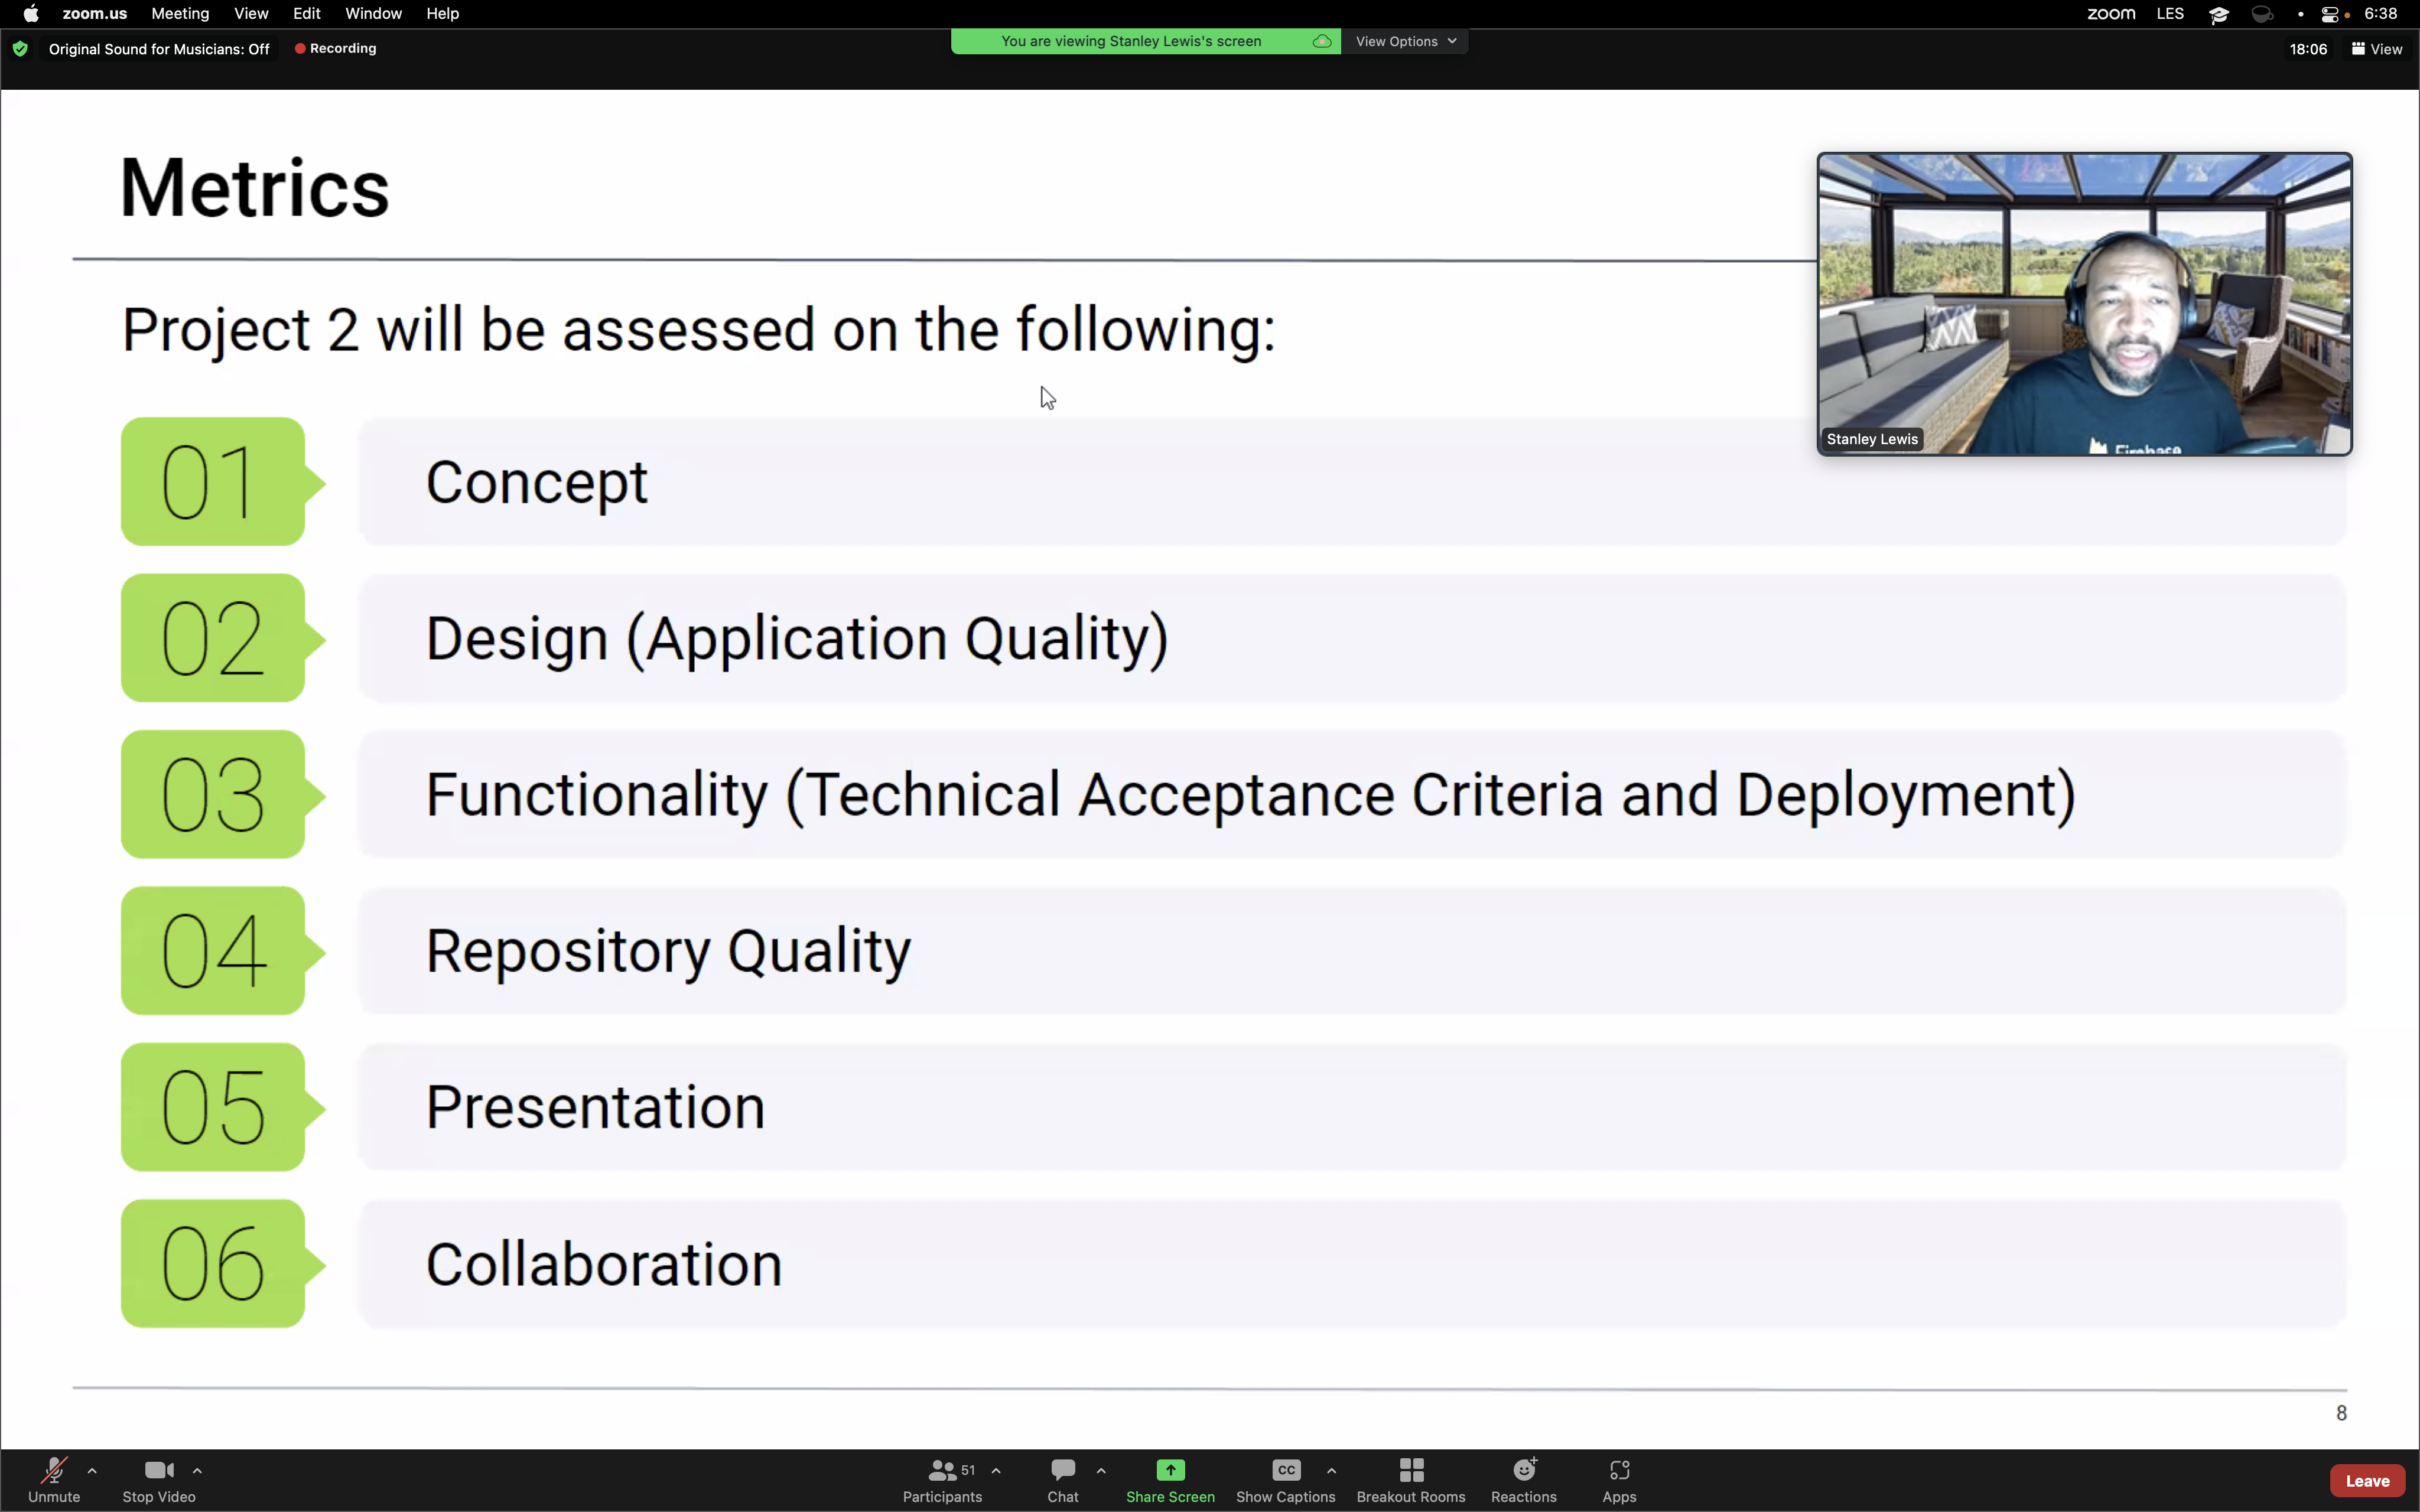 zoom.us Meeting View Edit Window Help
zoom LES 6:38
Original Sound for Musicians: Off Recording
You are viewing Stanley Lewis's screen View Options
18:06 View
Metrics
Project 2 will be assessed on the following:
Stanley Lewis
Firebase
01 Concept
02 Design (Application Quality)
03 Functionality (Technical Acceptance Criteria and Deployment)
04 Repository Quality
05 Presentation
06 Collaboration
8
51
CC
Unmute Stop Video Participants Chat Share Screen Show Captions Breakout Rooms Reactions Apps Leave